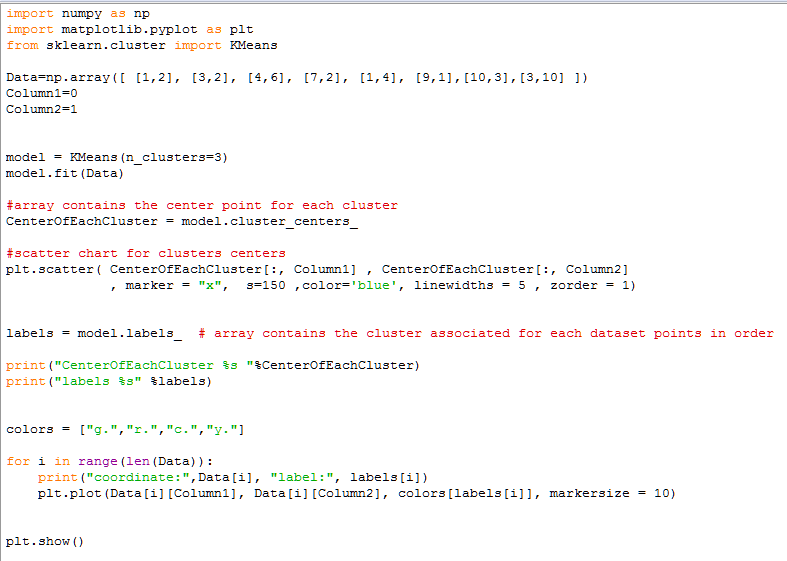 import numpy as np
import matplotlib.pyplot as plt
from sklearn.cluster import KMeans
Data=np.array([ [1,2], [3,2], [4,6], [7,2], [1,4], [9,1],[10,3],[3,10] ])
Column1=0
Column2=1
model = KMeans(n_clusters=3)
model.fit(Data)
#array contains the center point for each cluster
CenterOfEachCluster = model.cluster_centers_
#scatter chart for clusters centers
plt.scatter( CenterOfEachCluster[:, Column1] , CenterOfEachCluster[:, Column2]
             , marker = "x",  s=150 ,color='blue', linewidths = 5 , zorder = 1)
labels = model.labels_  # array contains the cluster associated for each dataset points in order
print("CenterOfEachCluster %s "%CenterOfEachCluster)
print("labels %s" %labels)
colors = ["g.","r.","c.","y."]
for i in range(len(Data)):
    print("coordinate:",Data[i], "label:", labels[i])
    plt.plot(Data[i][Column1], Data[i][Column2], colors[labels[i]], markersize = 10)
plt.show()